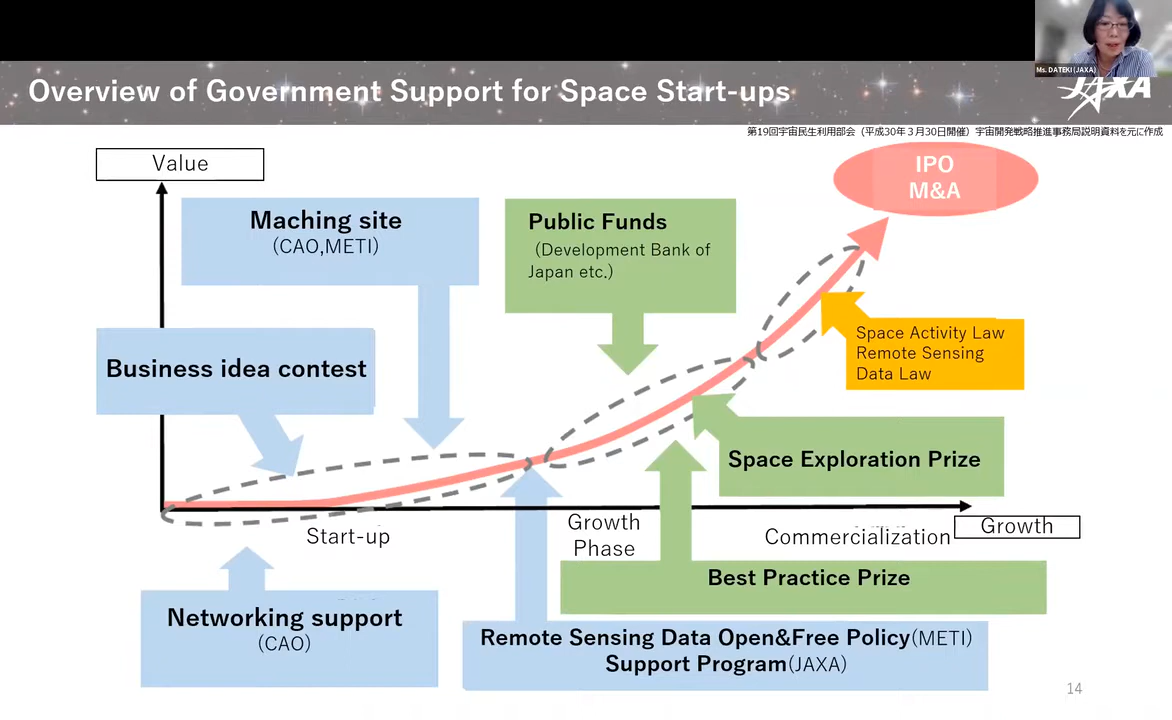 Ms. DATEKI (JAXA)
Overview of Government Support for Space Start-ups
JAXA
第19回宇宙民生利用部会（平成30年３月30日開催）宇宙開発戦略推進事務局説明資料を元に作成
Value
IPO
M&A
Maching site
(CAO,METI)
Public Funds
（Development Bank of
Japan etc.）
Business idea contest
Space Activity Law
Remote Sensing
Data Law
Space Exploration Prize
Start-up
Growth
Phase
Commercialization
Growth
Best Practice Prize
Networking support
(CAO)
Remote Sensing Data Open&Free Policy(METI)
Support Program(JAXA)
14